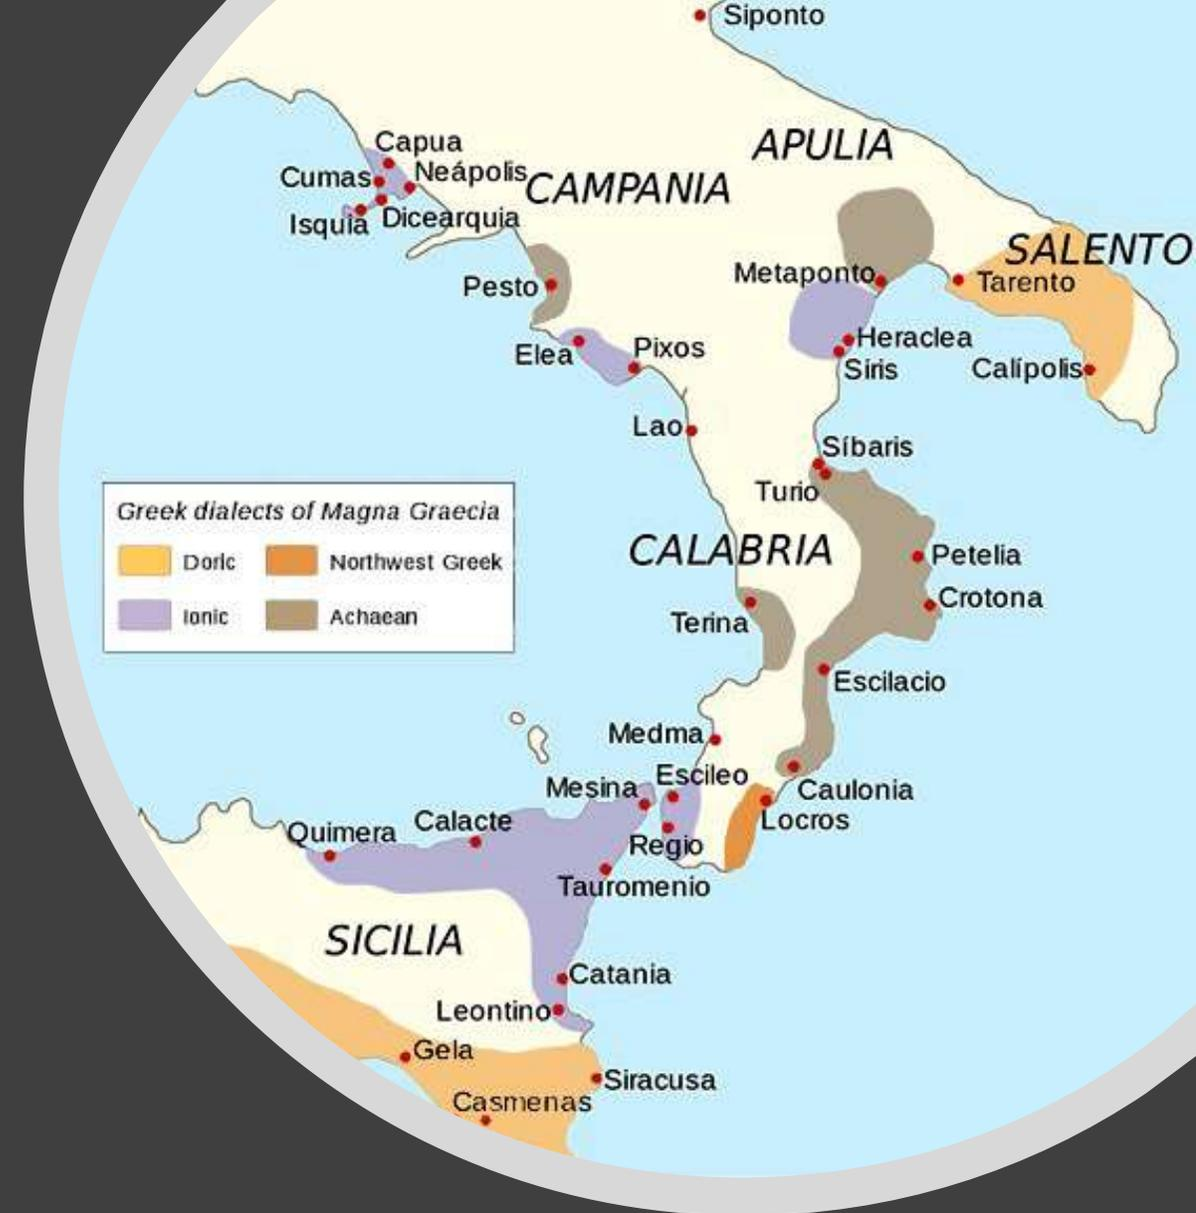 Siponto
APULIA
Capua
Cumas
Neápolis
CAMPANIA
Isquia
Dicearquia
SALENTO
Metaponto
Tarento
Pesto
Heraclea
Elea
Pixos
Síris
Calípolis
Lao
Síbaris
Turio
Greek dialects of Magna Graecia
Doric
Northwest Greek
Ionic
Achaean
CALABRIA
Petelia
Crotona
Terina
Escilacio
Medma
Escileo
Mesina
Caulonia
Locros
Quimera
Calacte
Regio
Tauromenio
SICILIA
Catania
Leontino
Gela
Siracusa
Casmenas